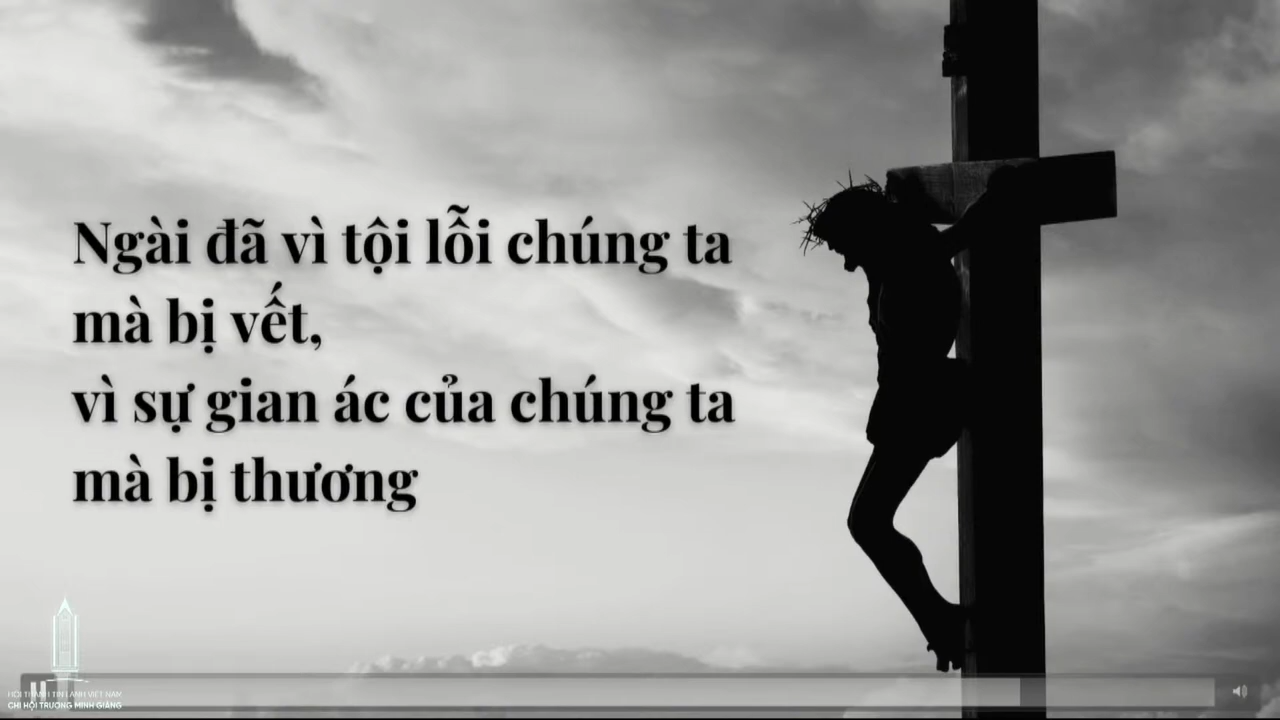 Ngài đã vì tội lỗi chúng ta
mà bị vết,
vì sự gian ác của chúng ta
mà bị thương
HỘI THÁNH TIN LÀNH VIỆT NAM
CHI HỘI TRƯƠNG MINH GIẢNG